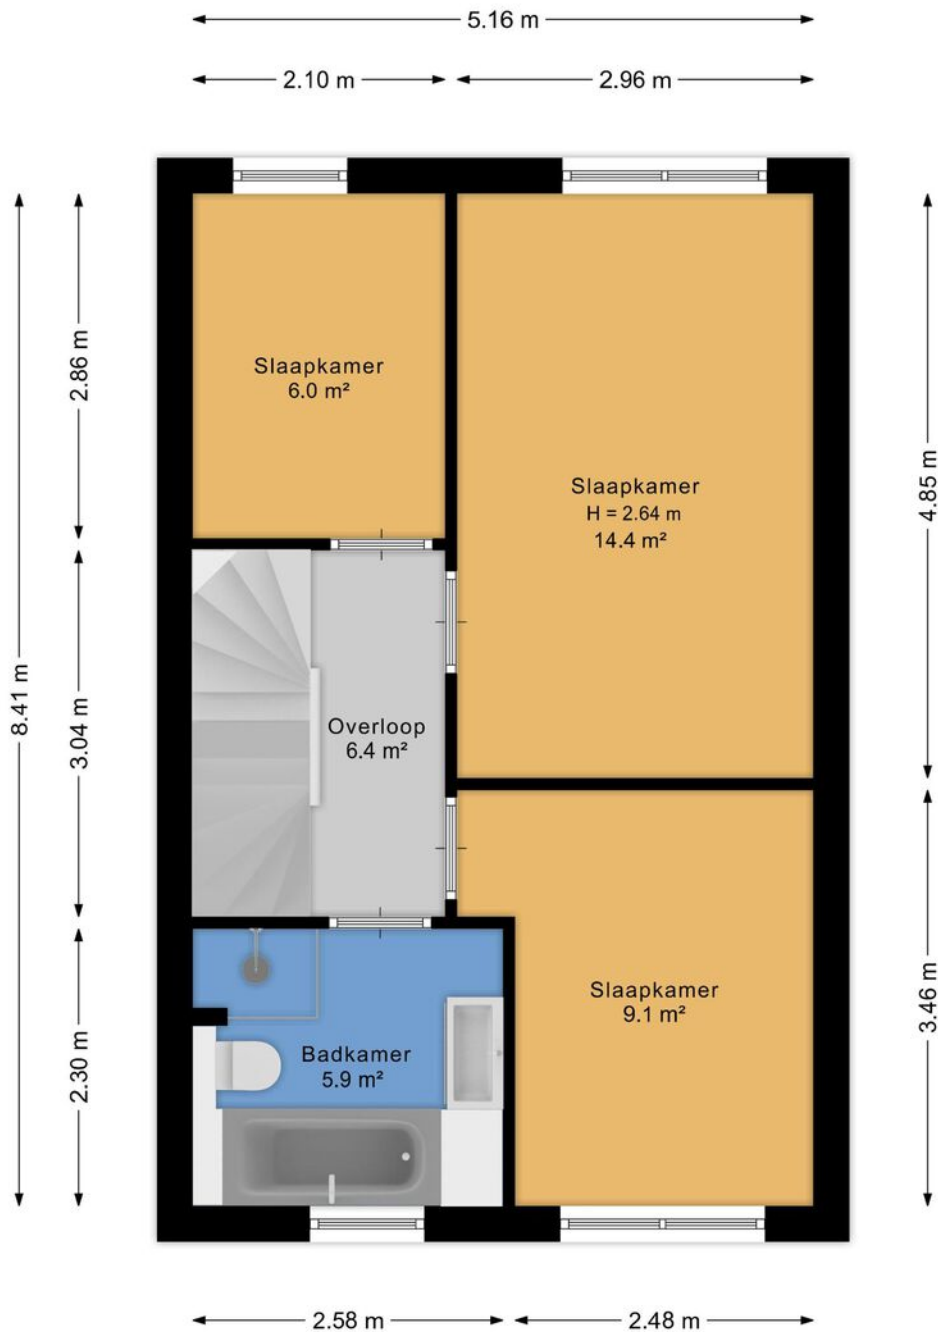 5.16 m
2.10 m
2.96 m
8.41 m
2.86 m
3.04 m
2.30 m
Slaapkamer
6.0 m²
Slaapkamer
H = 2.64 m
14.4 m²
4.85 m
Overloop
6.4 m²
Slaapkamer
9.1 m²
3.46 m
Badkamer
5.9 m²
2.58 m
2.48 m